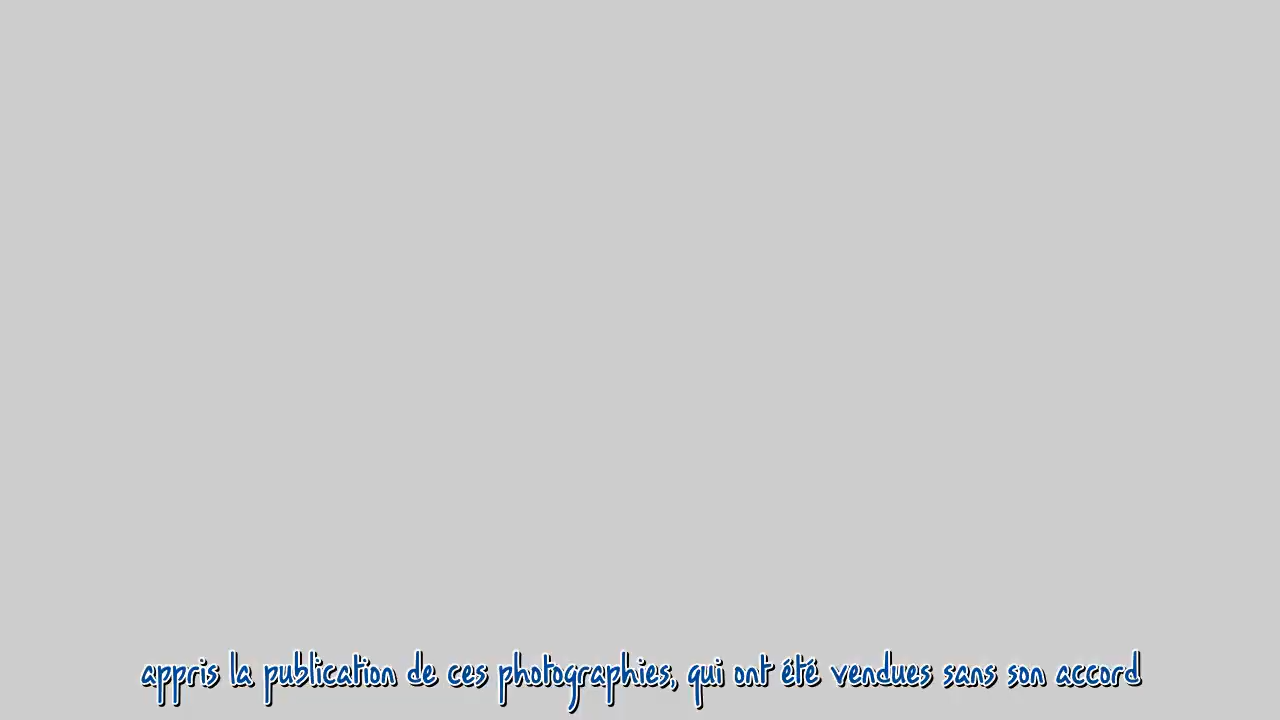 appris la publication de ces photographies, qui ont été vendues sans son accord